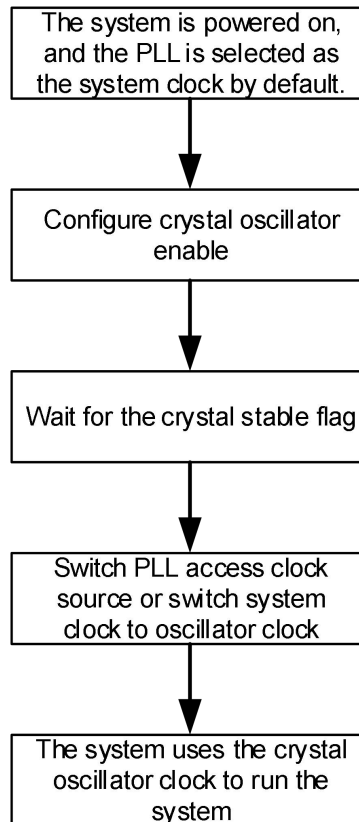 The system is powered on,
and the PLL is selected as
the system clock by default.
Configure crystal oscillator
enable
Wait for the crystal stable flag
Switch PLL access clock
source or switch system
clock to oscillator clock
The system uses the crystal
oscillator clock to run the
system